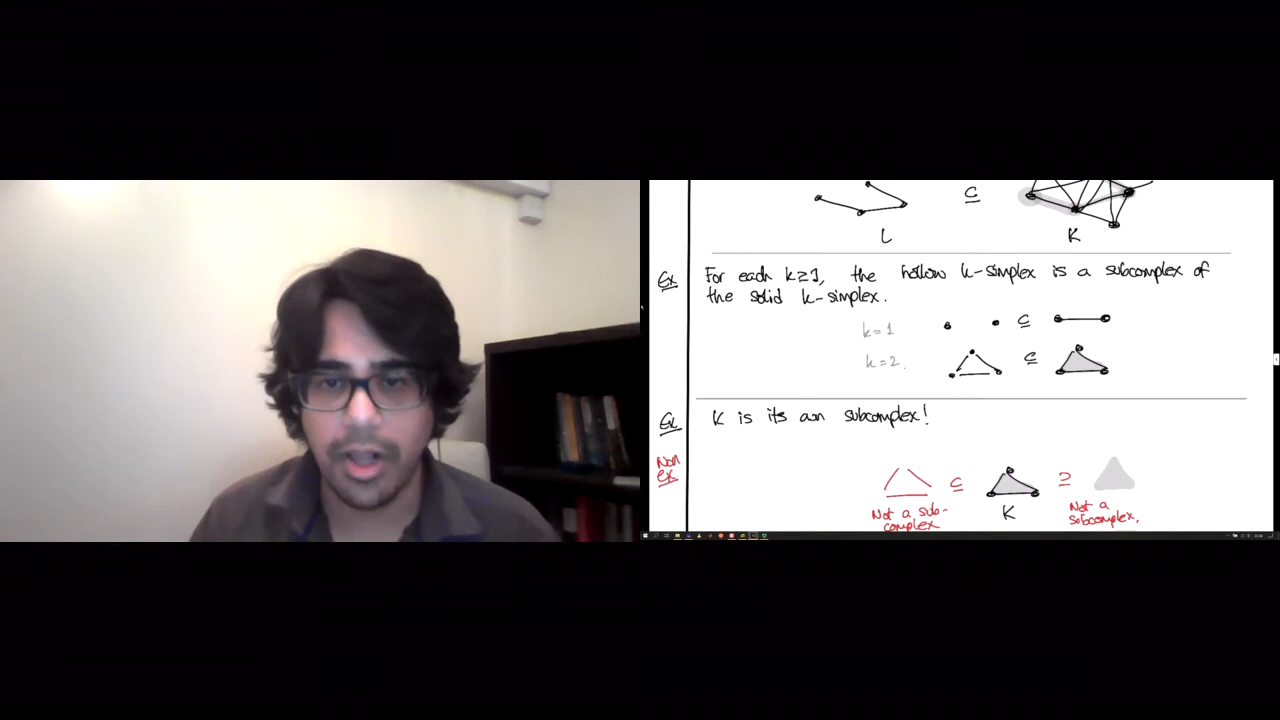 ⊆
L K
Ex For each k≥1, the hollow k-simplex is a subcomplex of
the solid k-simplex.
k=1 ⊆
k=2. ⊆
Ex K is its own subcomplex!
Non
ex
⊆ ⊇
Not a sub-
complex
K
Not a
subcomplex.